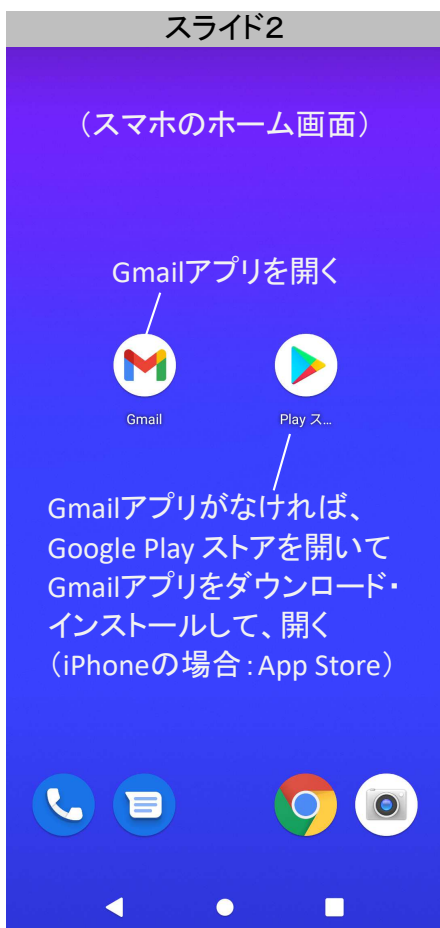 スライド２
（スマホのホーム画面）
Gmailアプリを開く
Gmail
Play ス…
Gmailアプリがなければ、
Google Play ストアを開いて
Gmailアプリをダウンロード・
インストールして、開く
（iPhoneの場合：App Store）